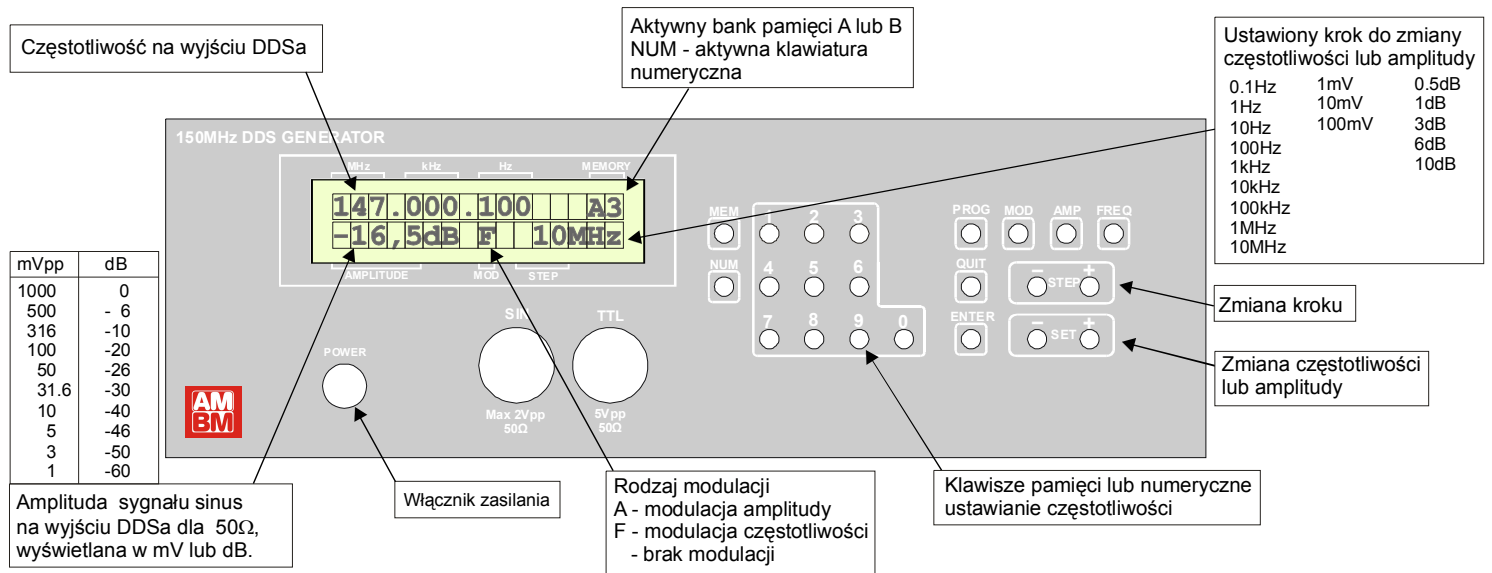 Częstotliwość na wyjściu DDSa
Aktywny bank pamięci A lub B
NUM - aktywna klawiatura
numeryczna
Ustawiony krok do zmiany
częstotliwości lub amplitudy
0.1Hz 1mV 0.5dB
1Hz 10mV 1dB
10Hz 100mV 3dB
100Hz 6dB
1kHz 10dB
10kHz
100kHz
1MHz
10MHz
150MHz DDS GENERATOR
MHz kHz Hz MEMORY
147.000.100 A3
-16,5dB F 10MHz
AMPLITUDE MOD STEP
MEM 1 2 3
NUM 4 5 6
7 8 9 0
PROG MOD AMP FREQ
QUIT - STEP +
ENTER - SET +
SIN TTL
POWER
Max 2Vpp 5Vpp
50Ω 50Ω
AM
BM
mVpp dB
1000 0
500 - 6
316 -10
100 -20
50 -26
31.6 -30
10 -40
5 -46
3 -50
1 -60
Zmiana kroku
Zmiana częstotliwości
lub amplitudy
Amplituda sygnału sinus
na wyjściu DDSa dla 50Ω,
wyświetlana w mV lub dB.
Włącznik zasilania
Rodzaj modulacji
A - modulacja amplitudy
F - modulacja częstotliwości
- brak modulacji
Klawisze pamięci lub numeryczne
ustawianie częstotliwości